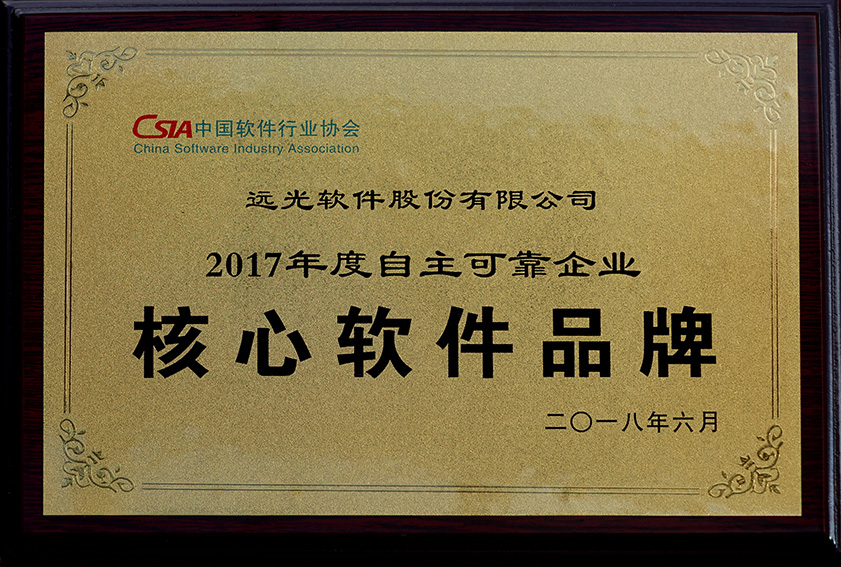 CSIA中国软件行业协会
China Software Industry Association
远光软件股份有限公司
2017年度自主可靠企业
核心软件品牌
二〇一八年六月